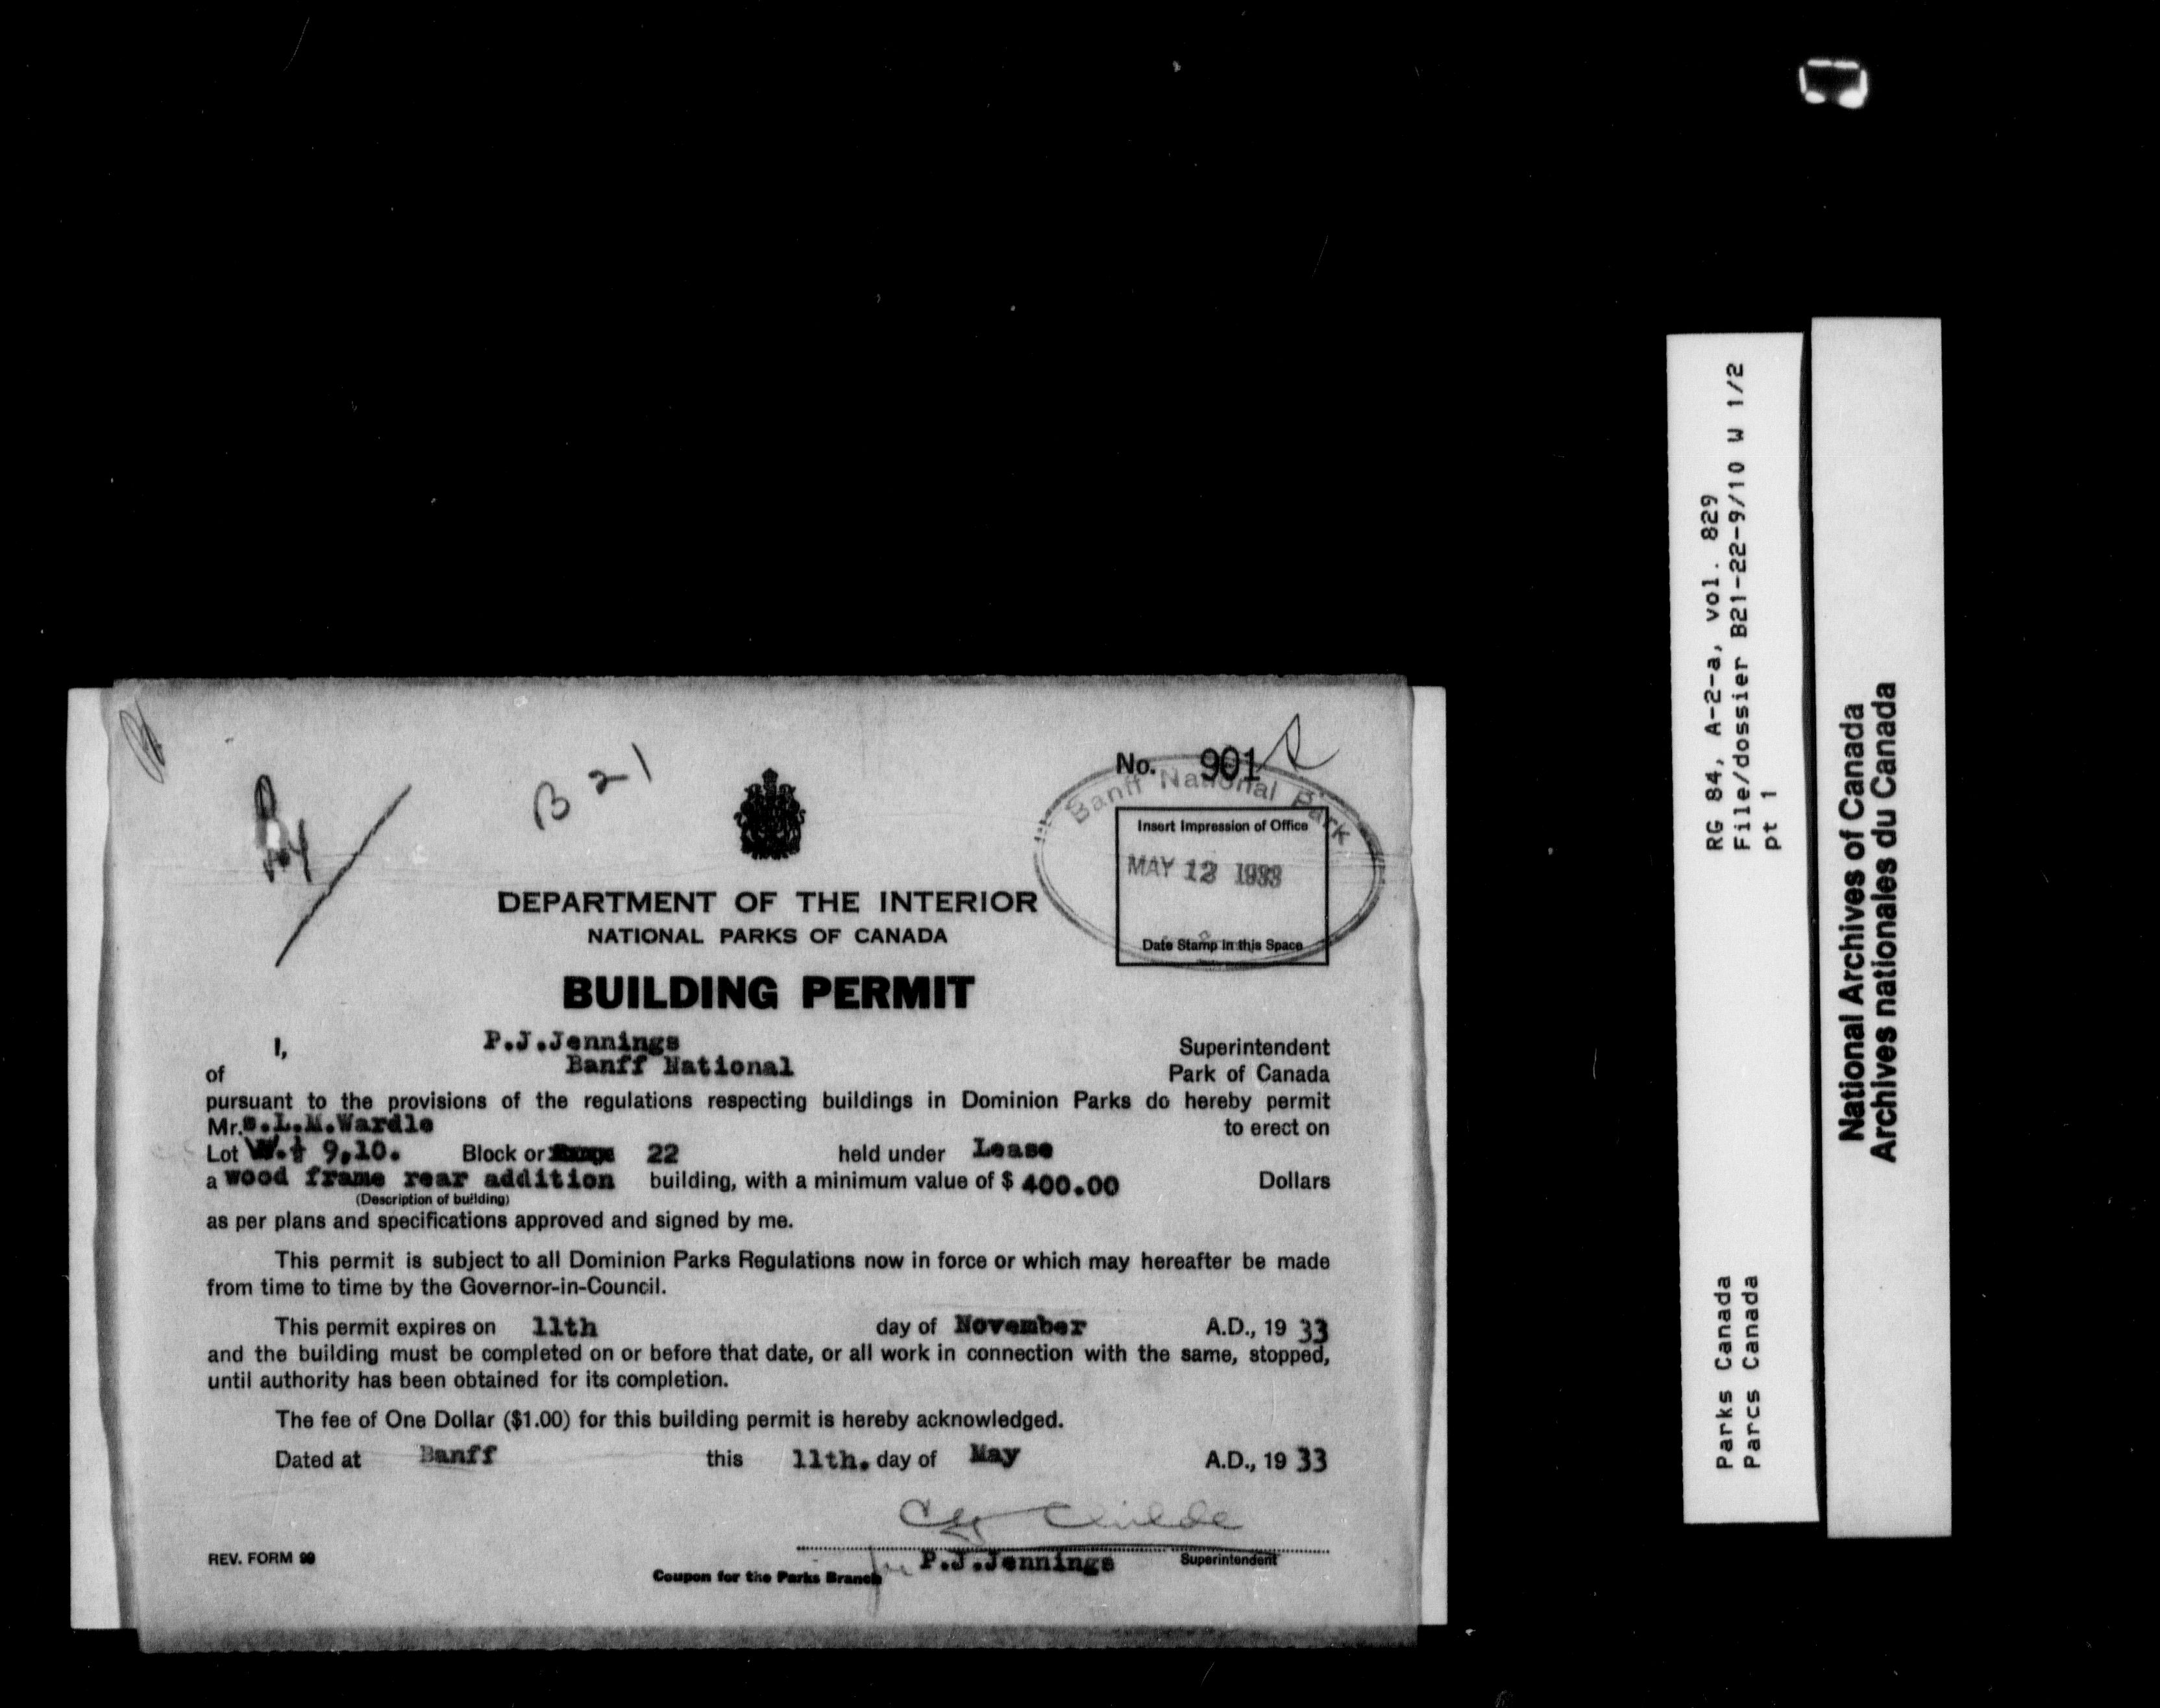 B 21
No. 901
Banff National Park
Insert Impression of Office
MAY 12 1933
Date Stamp in this Space
DEPARTMENT OF THE INTERIOR
NATIONAL PARKS OF CANADA
BUILDING PERMIT
I, P.J.Jennings Superintendent
of Banff National Park of Canada
pursuant to the provisions of the regulations respecting buildings in Dominion Parks do hereby permit
Mr.s.L.M.Wardle to erect on
Lot W.½ 9,10. Block or 22 held under Lease
a wood frame rear addition building, with a minimum value of $ 400.00 Dollars
(Description of building)
as per plans and specifications approved and signed by me.
This permit is subject to all Dominion Parks Regulations now in force or which may hereafter be made
from time to time by the Governor-in-Council.
This permit expires on 11th day of November A.D., 19 33
and the building must be completed on or before that date, or all work in connection with the same, stopped,
until authority has been obtained for its completion.
The fee of One Dollar ($1.00) for this building permit is hereby acknowledged.
Dated at Banff this 11th. day of May A.D., 19 33
Childe
for P.J.Jennings Superintendent
REV. FORM 99
Coupon for the Parks Branch
RG 84, A-2-a, vol. 829
File/dossier B21-22-9/10 W 1/2
pt 1
Parks Canada
Parcs Canada
National Archives of Canada
Archives nationales du Canada